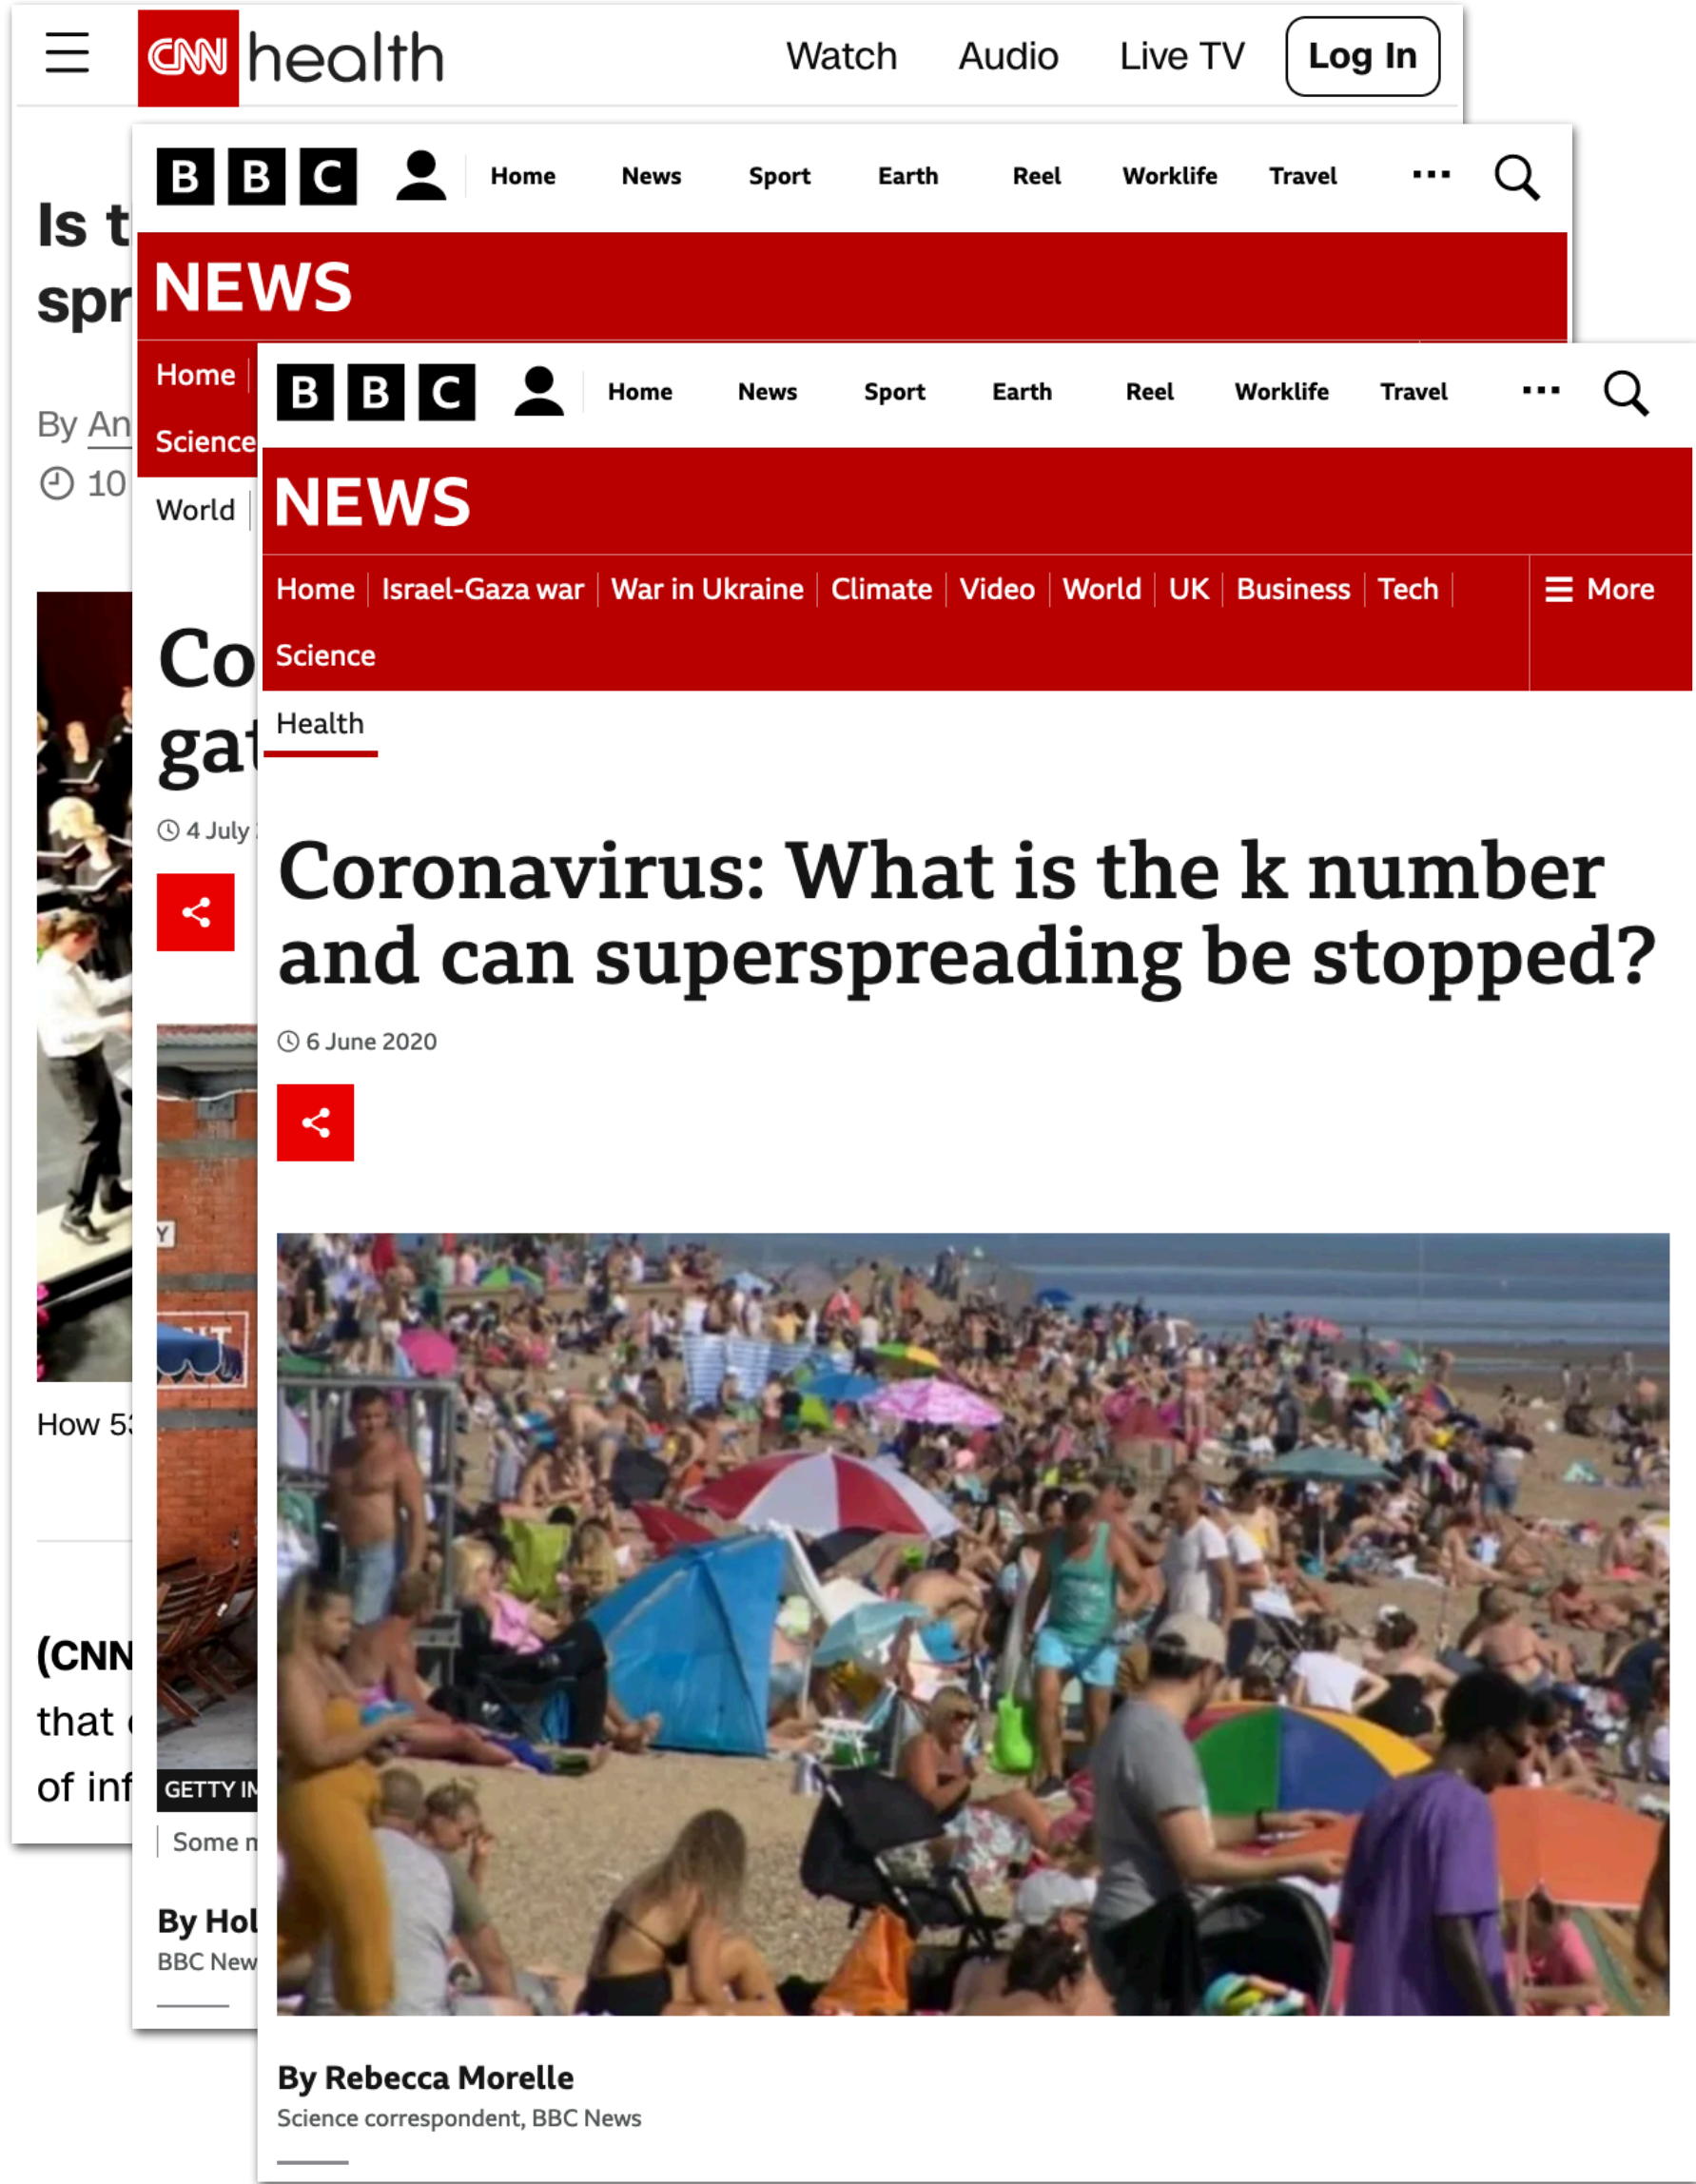 CNN health Watch Audio Live TV Log In
Is t
spr
By An
10
How 53
(CNN
that
of inf
BBC Home News Sport Earth Reel Worklife Travel ...
NEWS
Home
Science
World
Co
gat
4 July
Y
GETTY IM
Some m
By Hol
BBC New
BBC Home News Sport Earth Reel Worklife Travel ...
NEWS
Home Israel-Gaza war War in Ukraine Climate Video World UK Business Tech More
Science
Health
Coronavirus: What is the k number
and can superspreading be stopped?
6 June 2020
By Rebecca Morelle
Science correspondent, BBC News